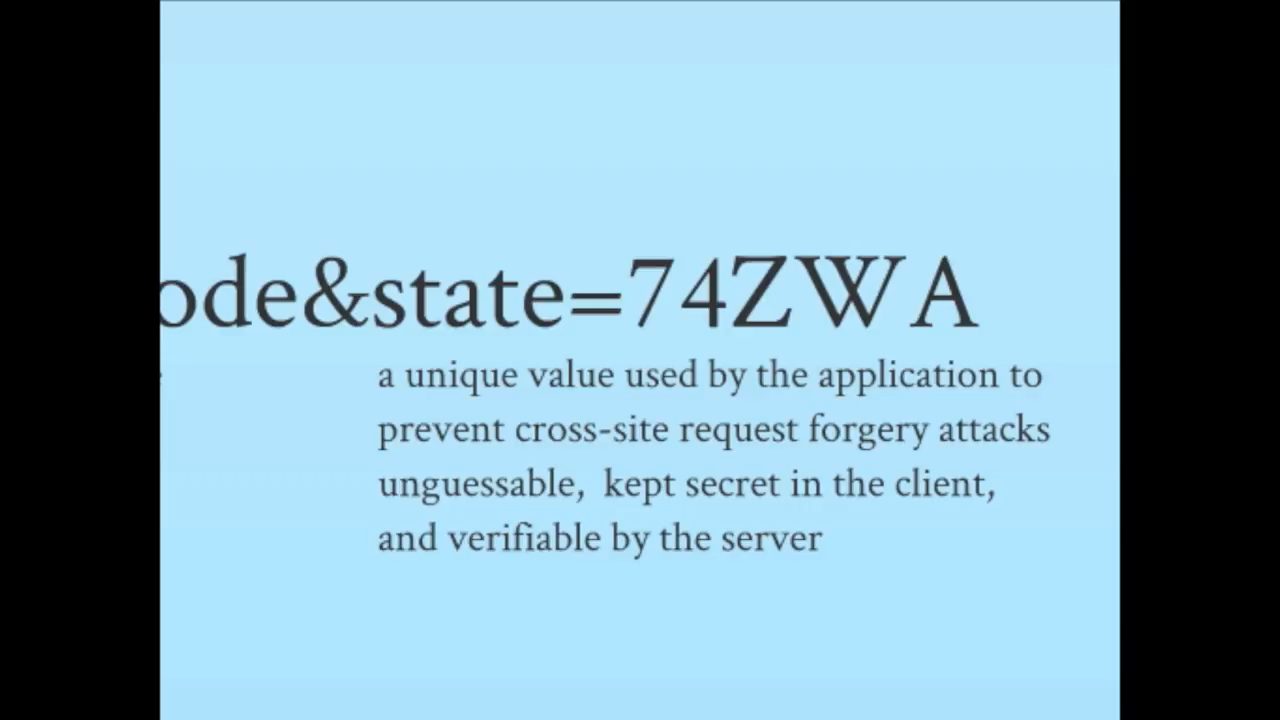 ode&state=74ZWA
a unique value used by the application to
prevent cross-site request forgery attacks
unguessable, kept secret in the client,
and verifiable by the server